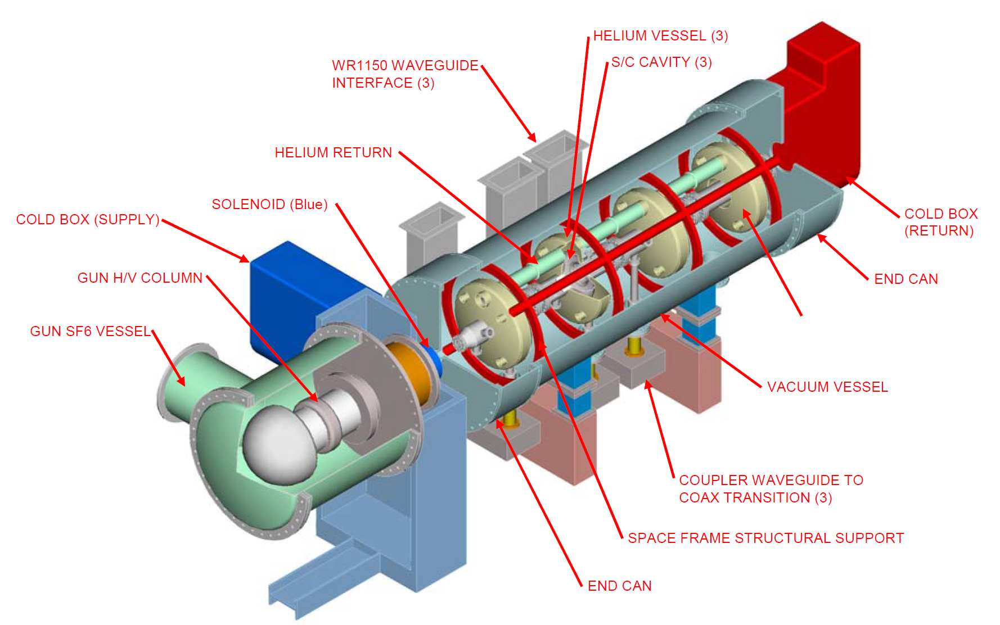 HELIUM VESSEL (3)
S/C CAVITY (3)
WR1150 WAVEGUIDE
INTERFACE (3)
HELIUM RETURN
SOLENOID (Blue)
COLD BOX (SUPPLY)
COLD BOX
(RETURN)
GUN H/V COLUMN
END CAN
GUN SF6 VESSEL
VACUUM VESSEL
COUPLER WAVEGUIDE TO
COAX TRANSITION (3)
SPACE FRAME STRUCTURAL SUPPORT
END CAN